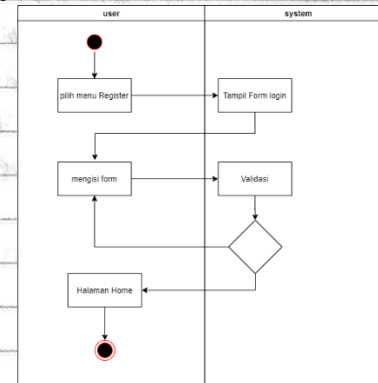 user
system
pilih menu Register
Tampil Form login
mengisi form
Validasi
Halaman Home